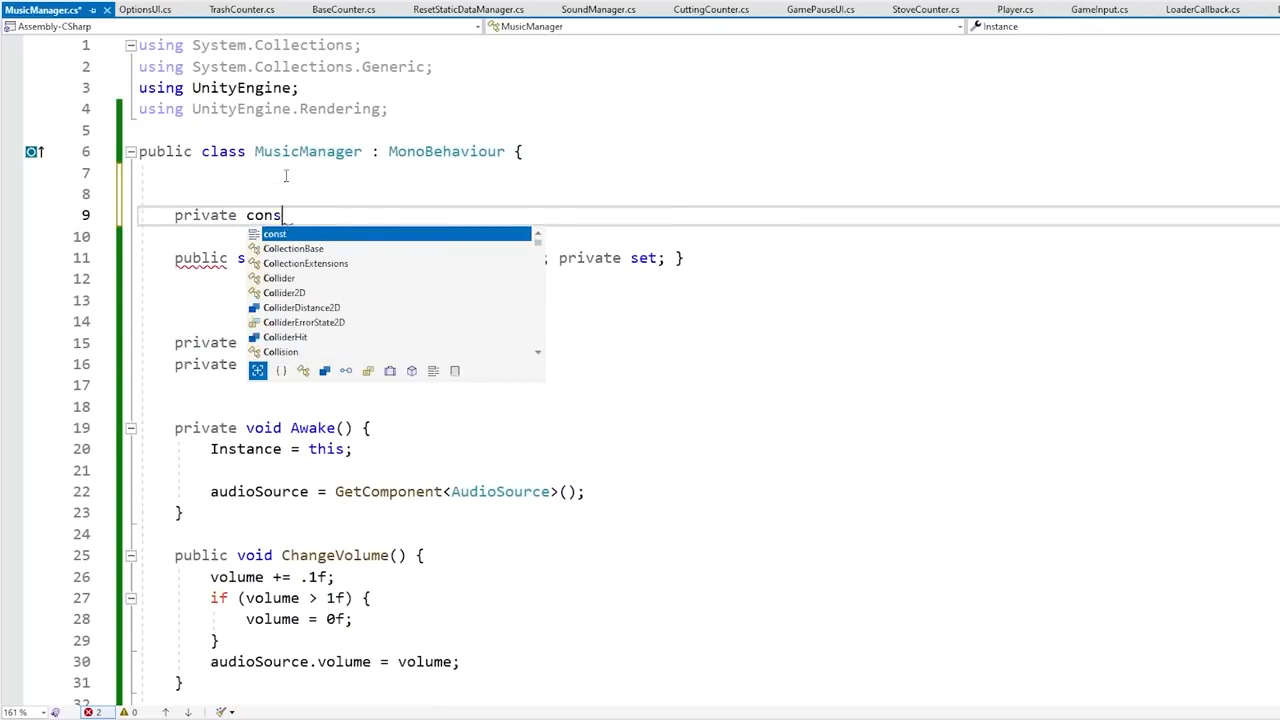 MusicManager.cs* OptionsUI.cs TrashCounter.cs BaseCounter.cs ResetStaticDataManager.cs SoundManager.cs CuttingCounter.cs GamePauseUI.cs StoveCounter.cs Player.cs GameInput.cs LoaderCallback.cs
Assembly-CSharp MusicManager Instance
1 using System.Collections;
2 using System.Collections.Generic;
3 using UnityEngine;
4 using UnityEngine.Rendering;
5
6 public class MusicManager : MonoBehaviour {
7
8
9 private cons
10 const
CollectionBase
11 public s ; private set; }
CollectionExtensions
12 Collider
Collider2D
13 ColliderDistance2D
14 ColliderErrorState2D
15 private ColliderHit
Collision
16 private
17
18
19 private void Awake() {
20 Instance = this;
21
22 audioSource = GetComponent<AudioSource>();
23 }
24
25 public void ChangeVolume() {
26 volume += .1f;
27 if (volume > 1f) {
28 volume = 0f;
29 }
30 audioSource.volume = volume;
31 }
161 % 2 0